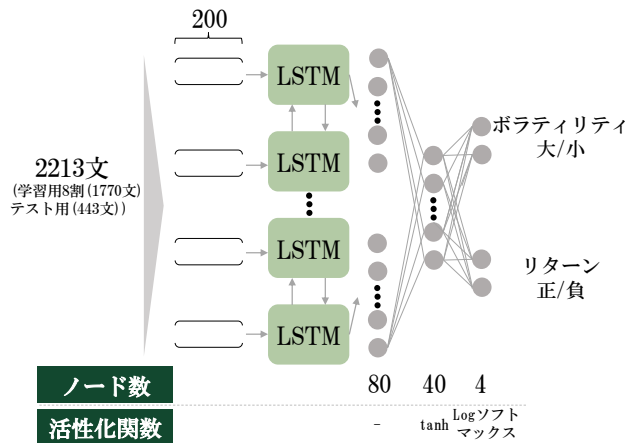 200
LSTM
LSTM
LSTM
LSTM
2213文
(学習用8割(1770文)
テスト用(443文))
ボラティリティ
大/小
リターン
正/負
ノード数
80
40
4
活性化関数
-
tanh
Logソフト
マックス